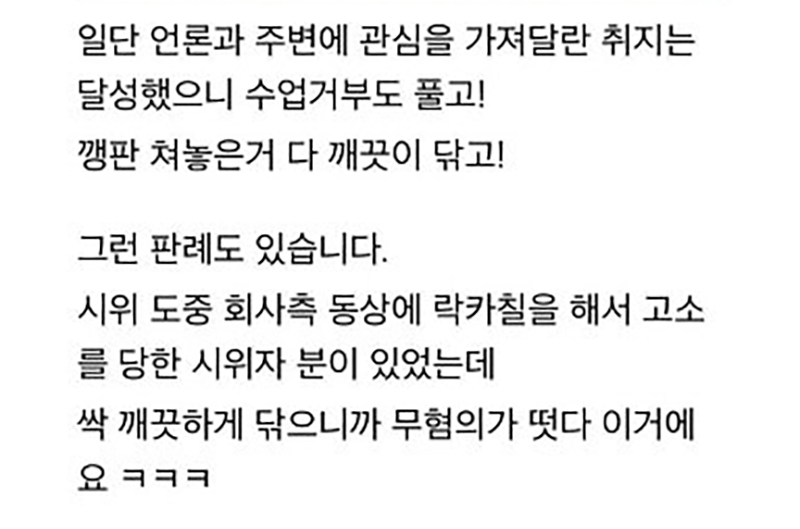 일단 언론과 주변에 관심을 가져달란 취지는
달성했으니 수업거부도 풀고!
깽판 쳐놓은거 다 깨끗이 닦고!
그런 판례도 있습니다.
시위 도중 회사측 동상에 락카칠을 해서 고소
를 당한 시위자 분이 있었는데
싹 깨끗하게 닦으니까 무혐의가 떳다 이거에
요 ㅋㅋㅋ